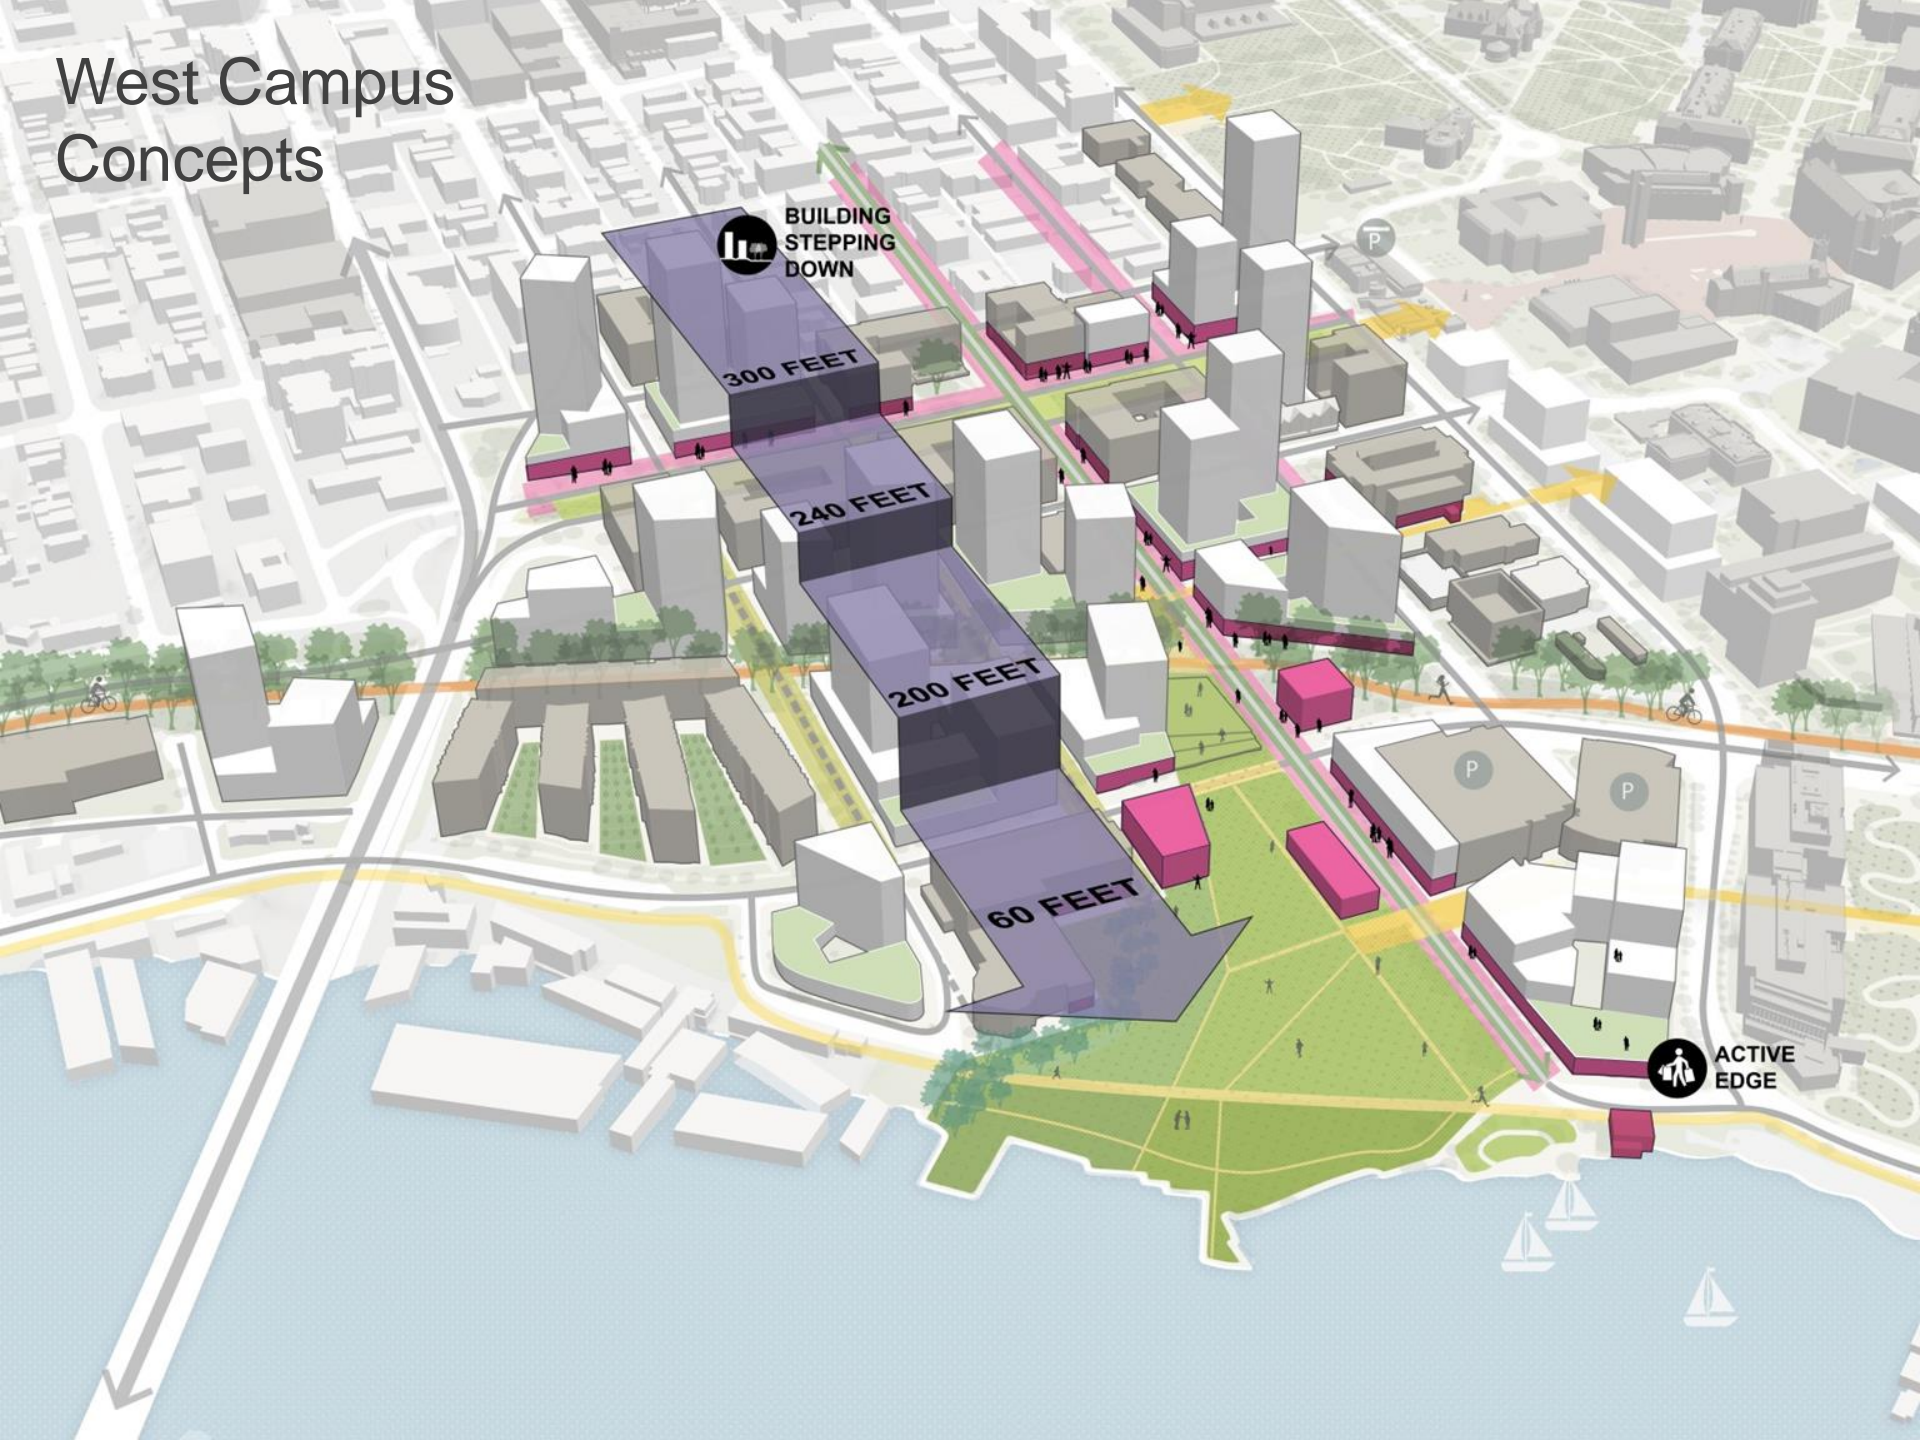 West Campus
Concepts
BUILDING
STEPPING
DOWN
P
300 FEET
240 FEET
200 FEET
P
P
60 FEET
ACTIVE
EDGE